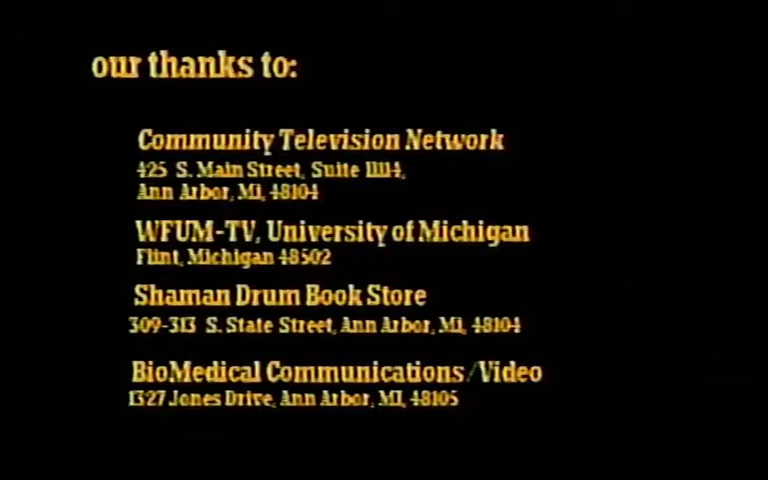 our thanks to:
Community Television Network
425 S. Main Street, Suite 1114,
Ann Arbor, Mi, 48104
WFUM-TV, University of Michigan
Flint, Michigan 48502
Shaman Drum Book Store
309-313 S. State Street, Ann Arbor, Mi, 48104
BioMedical Communications/Video
1327 Jones Drive, Ann Arbor, MI, 48105